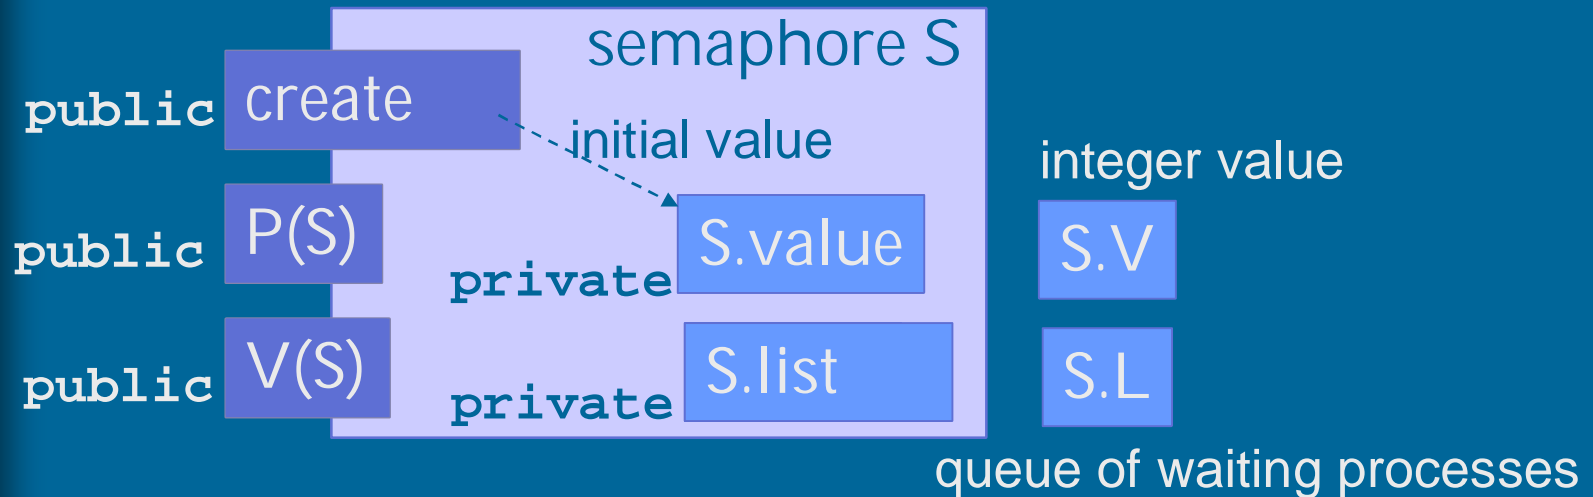 semaphore S
public create
initial value
integer value
public P(S)
private S.value
S.V
public V(S)
private S.list
S.L
queue of waiting processes